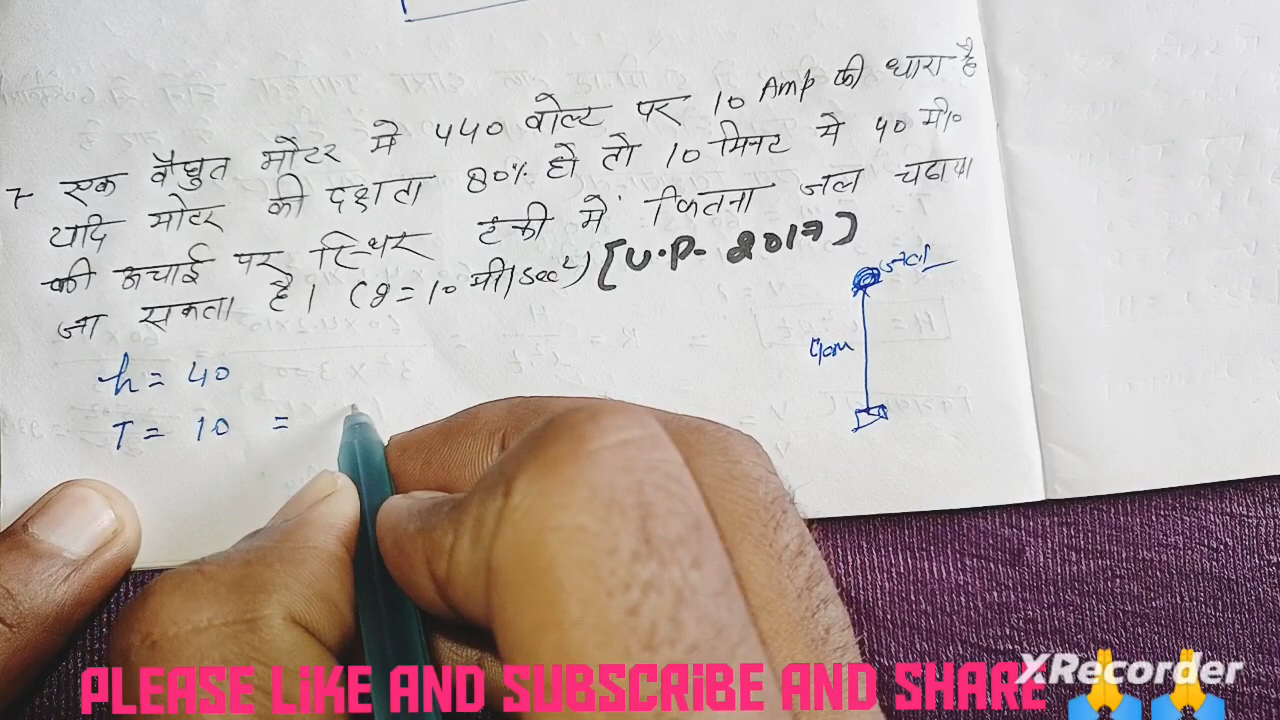 7 एक वैद्युत मोटर मे 440 वोल्ट पर 10 Amp की धारा है
यदि मोटर की दक्षता 80% हो तो 10 मिनट मे 40 मी०
की ऊचाई पर स्थिर टंकी में कितना जल चढाया
जा सकता है। (g = 10 मी/sec²) [U.P. 2017)
जल
40m
h = 40
T = 10 =
PLEASE LIKE AND SUBSCRIBE AND SHARE
XRecorder